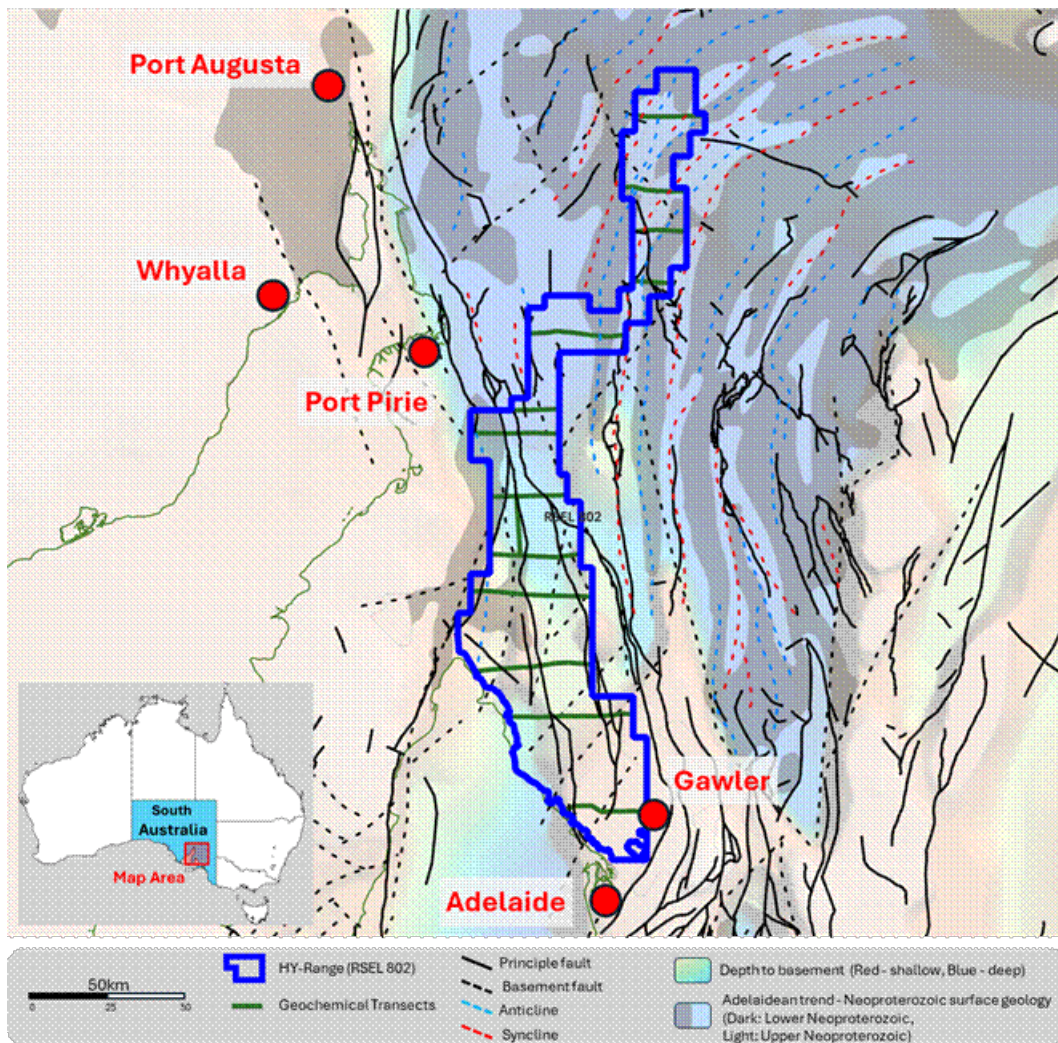 Port Augusta
Whyalla
Port Pirie
RSEL 802
Gawler
Adelaide
South
Australia
Map Area
50km
0 25 50
HY-Range (RSEL 802)
Geochemical Transects
Principle fault
Basement fault
Anticline
Syncline
Depth to basement (Red - shallow, Blue - deep)
Adelaidean trend - Neoproterozoic surface geology
(Dark: Lower Neoproterozoic,
Light: Upper Neoproterozoic)